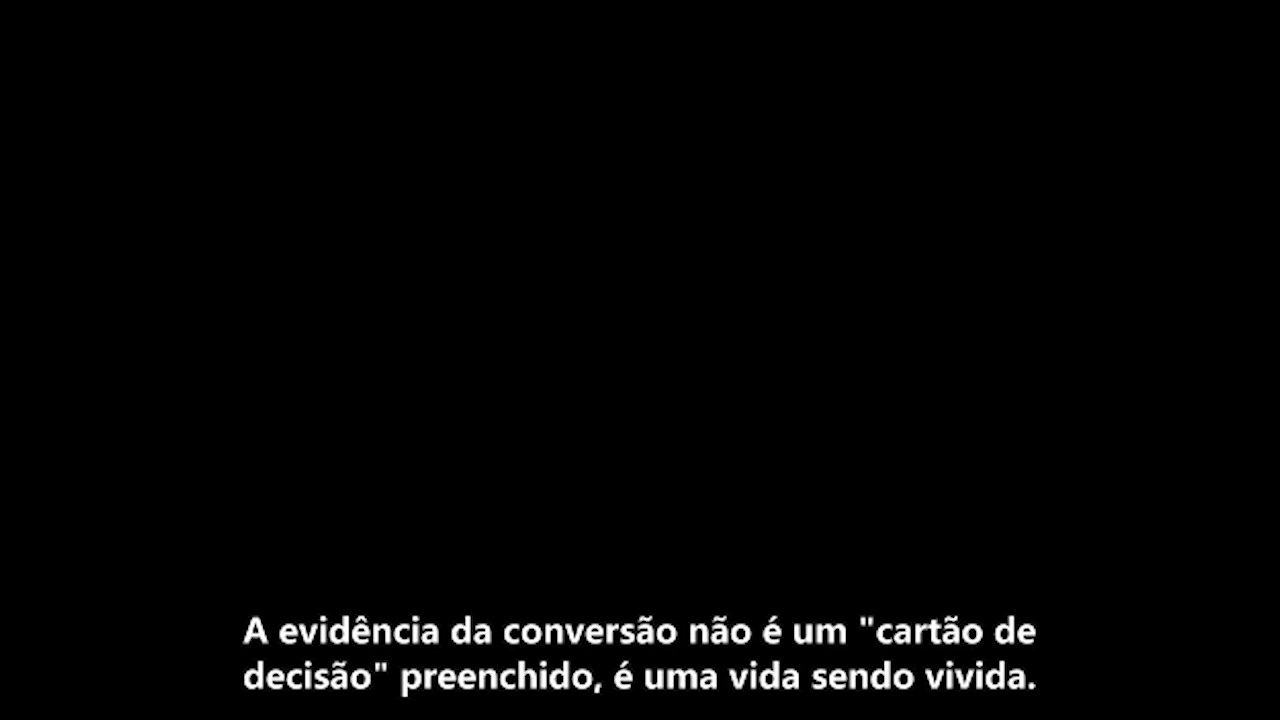 A evidência da conversão não é um "cartão de
decisão" preenchido, é uma vida sendo vivida.